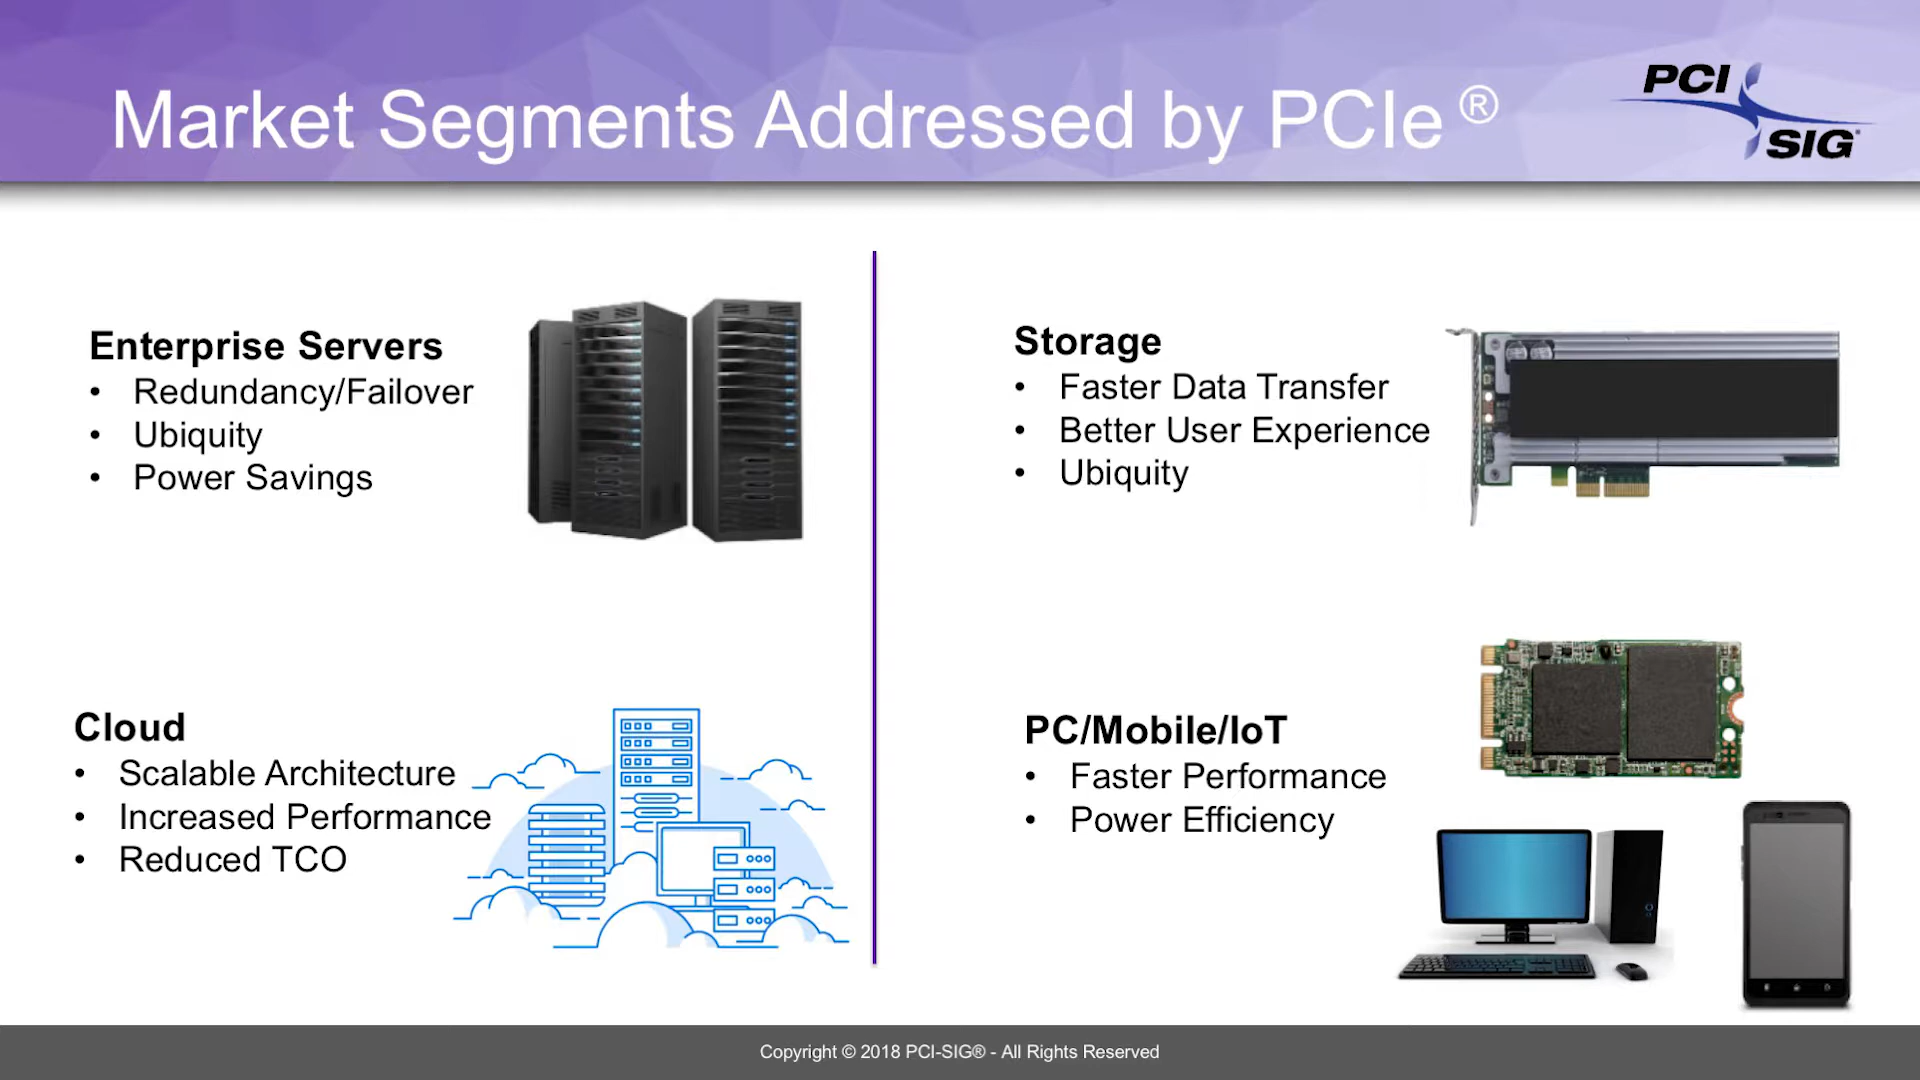 Market Segments Addressed by PCIe®
PCI
SIG
Enterprise Servers
• Redundancy/Failover
• Ubiquity
• Power Savings
Cloud
• Scalable Architecture
• Increased Performance
• Reduced TCO
Storage
• Faster Data Transfer
• Better User Experience
• Ubiquity
PC/Mobile/IoT
• Faster Performance
• Power Efficiency
Copyright © 2018 PCI-SIG® - All Rights Reserved